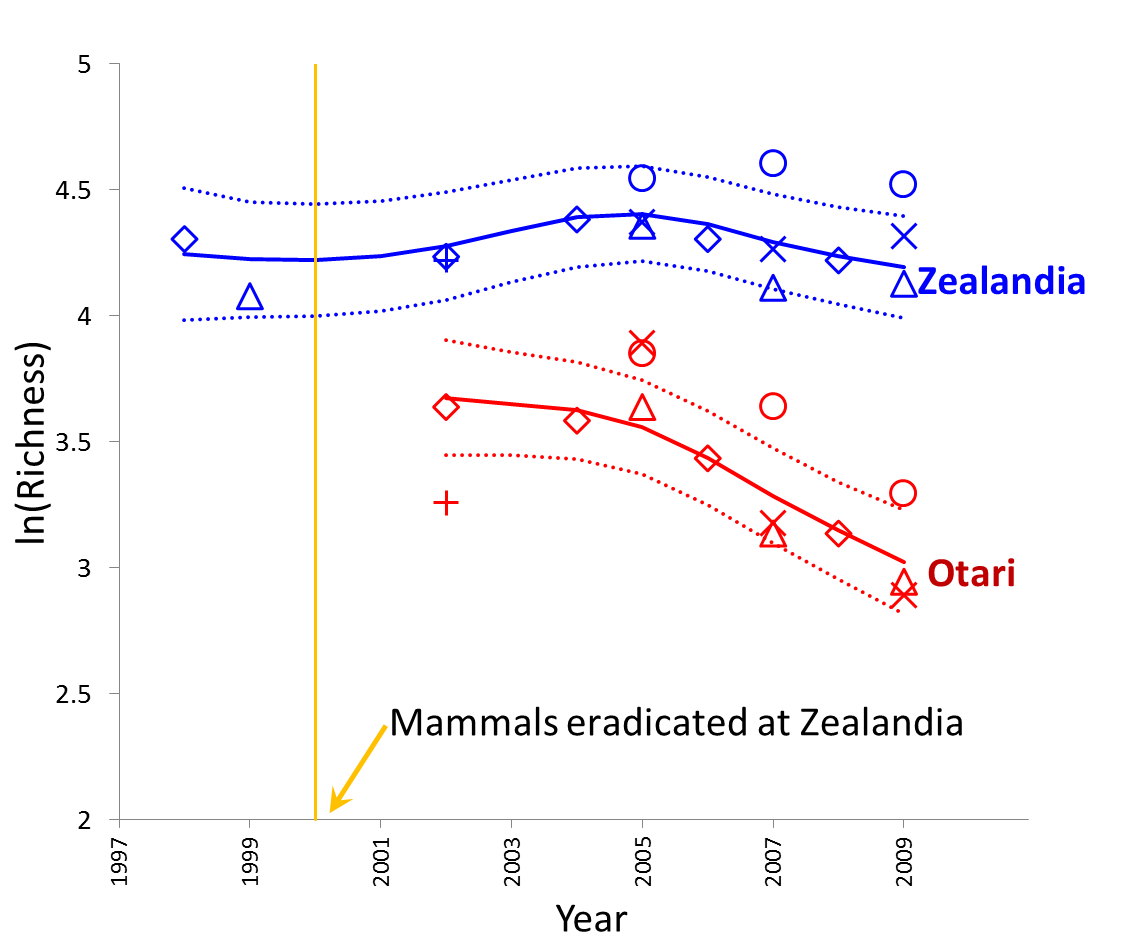 5
4.5
4
3.5
3
2.5
2
ln(Richness)
Zealandia
Otari
Mammals eradicated at Zealandia
1997
1999
2001
2003
2005
2007
2009
Year